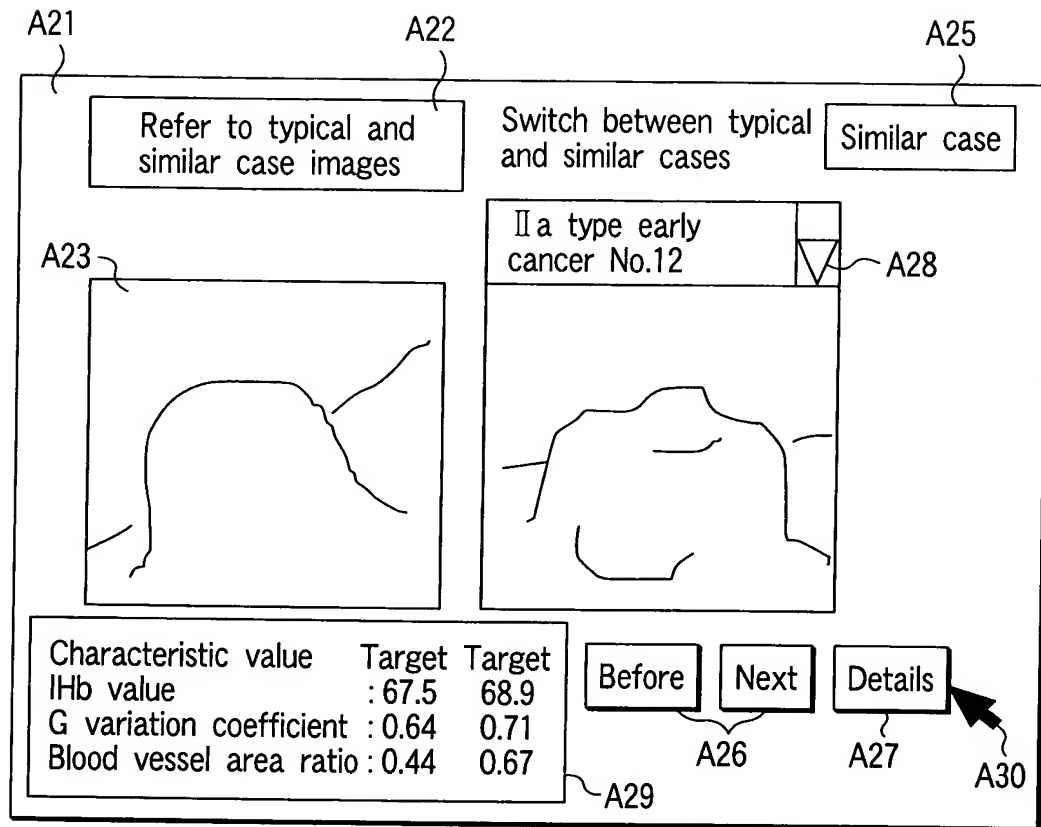 A21
A22
A25
Refer to typical and
similar case images
Switch between typical
and similar cases
Similar case
A23
Ⅱa type early
cancer No.12
A28
Characteristic value Target Target
IHb value : 67.5 68.9
G variation coefficient : 0.64 0.71
Blood vessel area ratio : 0.44 0.67
Before
Next
Details
A26
A27
A30
A29